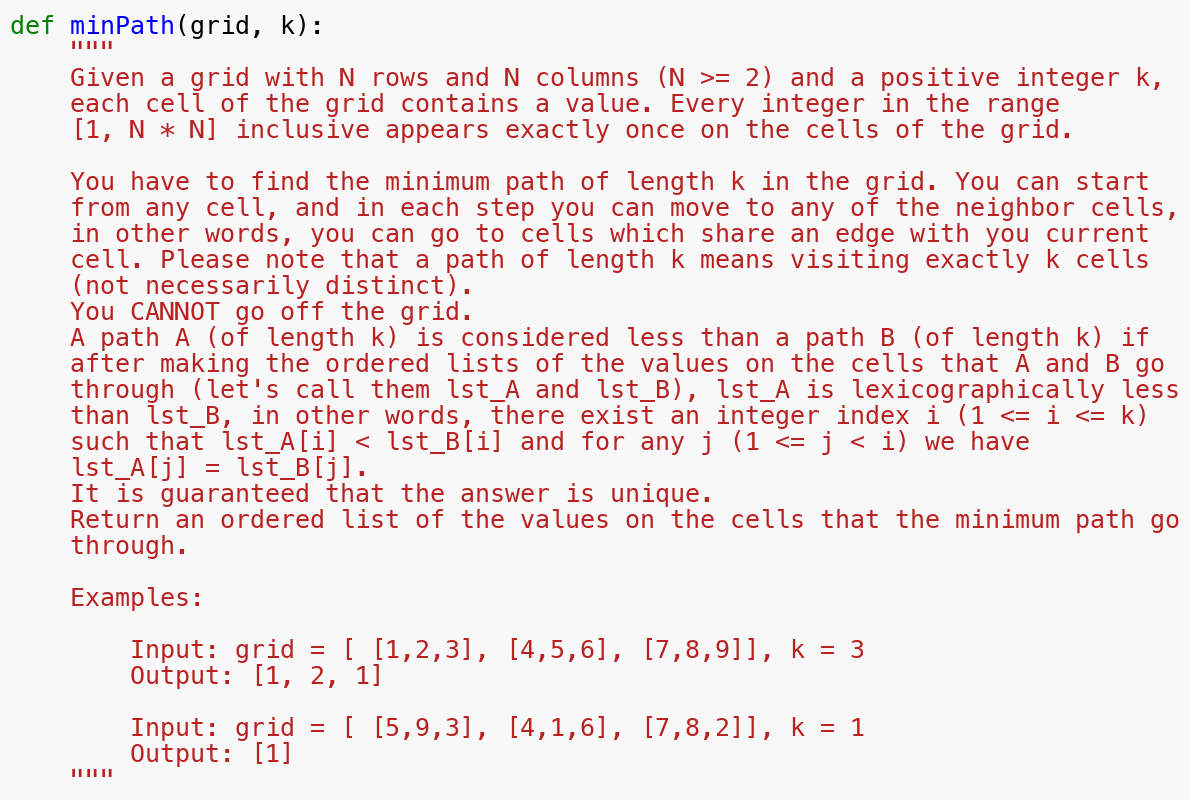 def minPath(grid, k):
    """
    Given a grid with N rows and N columns (N >= 2) and a positive integer k,
    each cell of the grid contains a value. Every integer in the range
    [1, N * N] inclusive appears exactly once on the cells of the grid.

    You have to find the minimum path of length k in the grid. You can start
    from any cell, and in each step you can move to any of the neighbor cells,
    in other words, you can go to cells which share an edge with you current
    cell. Please note that a path of length k means visiting exactly k cells
    (not necessarily distinct).
    You CANNOT go off the grid.
    A path A (of length k) is considered less than a path B (of length k) if
    after making the ordered lists of the values on the cells that A and B go
    through (let's call them lst_A and lst_B), lst_A is lexicographically less
    than lst_B, in other words, there exist an integer index i (1 <= i <= k)
    such that lst_A[i] < lst_B[i] and for any j (1 <= j < i) we have
    lst_A[j] = lst_B[j].
    It is guaranteed that the answer is unique.
    Return an ordered list of the values on the cells that the minimum path go
    through.

    Examples:

        Input: grid = [ [1,2,3], [4,5,6], [7,8,9]], k = 3
        Output: [1, 2, 1]

        Input: grid = [ [5,9,3], [4,1,6], [7,8,2]], k = 1
        Output: [1]
    """